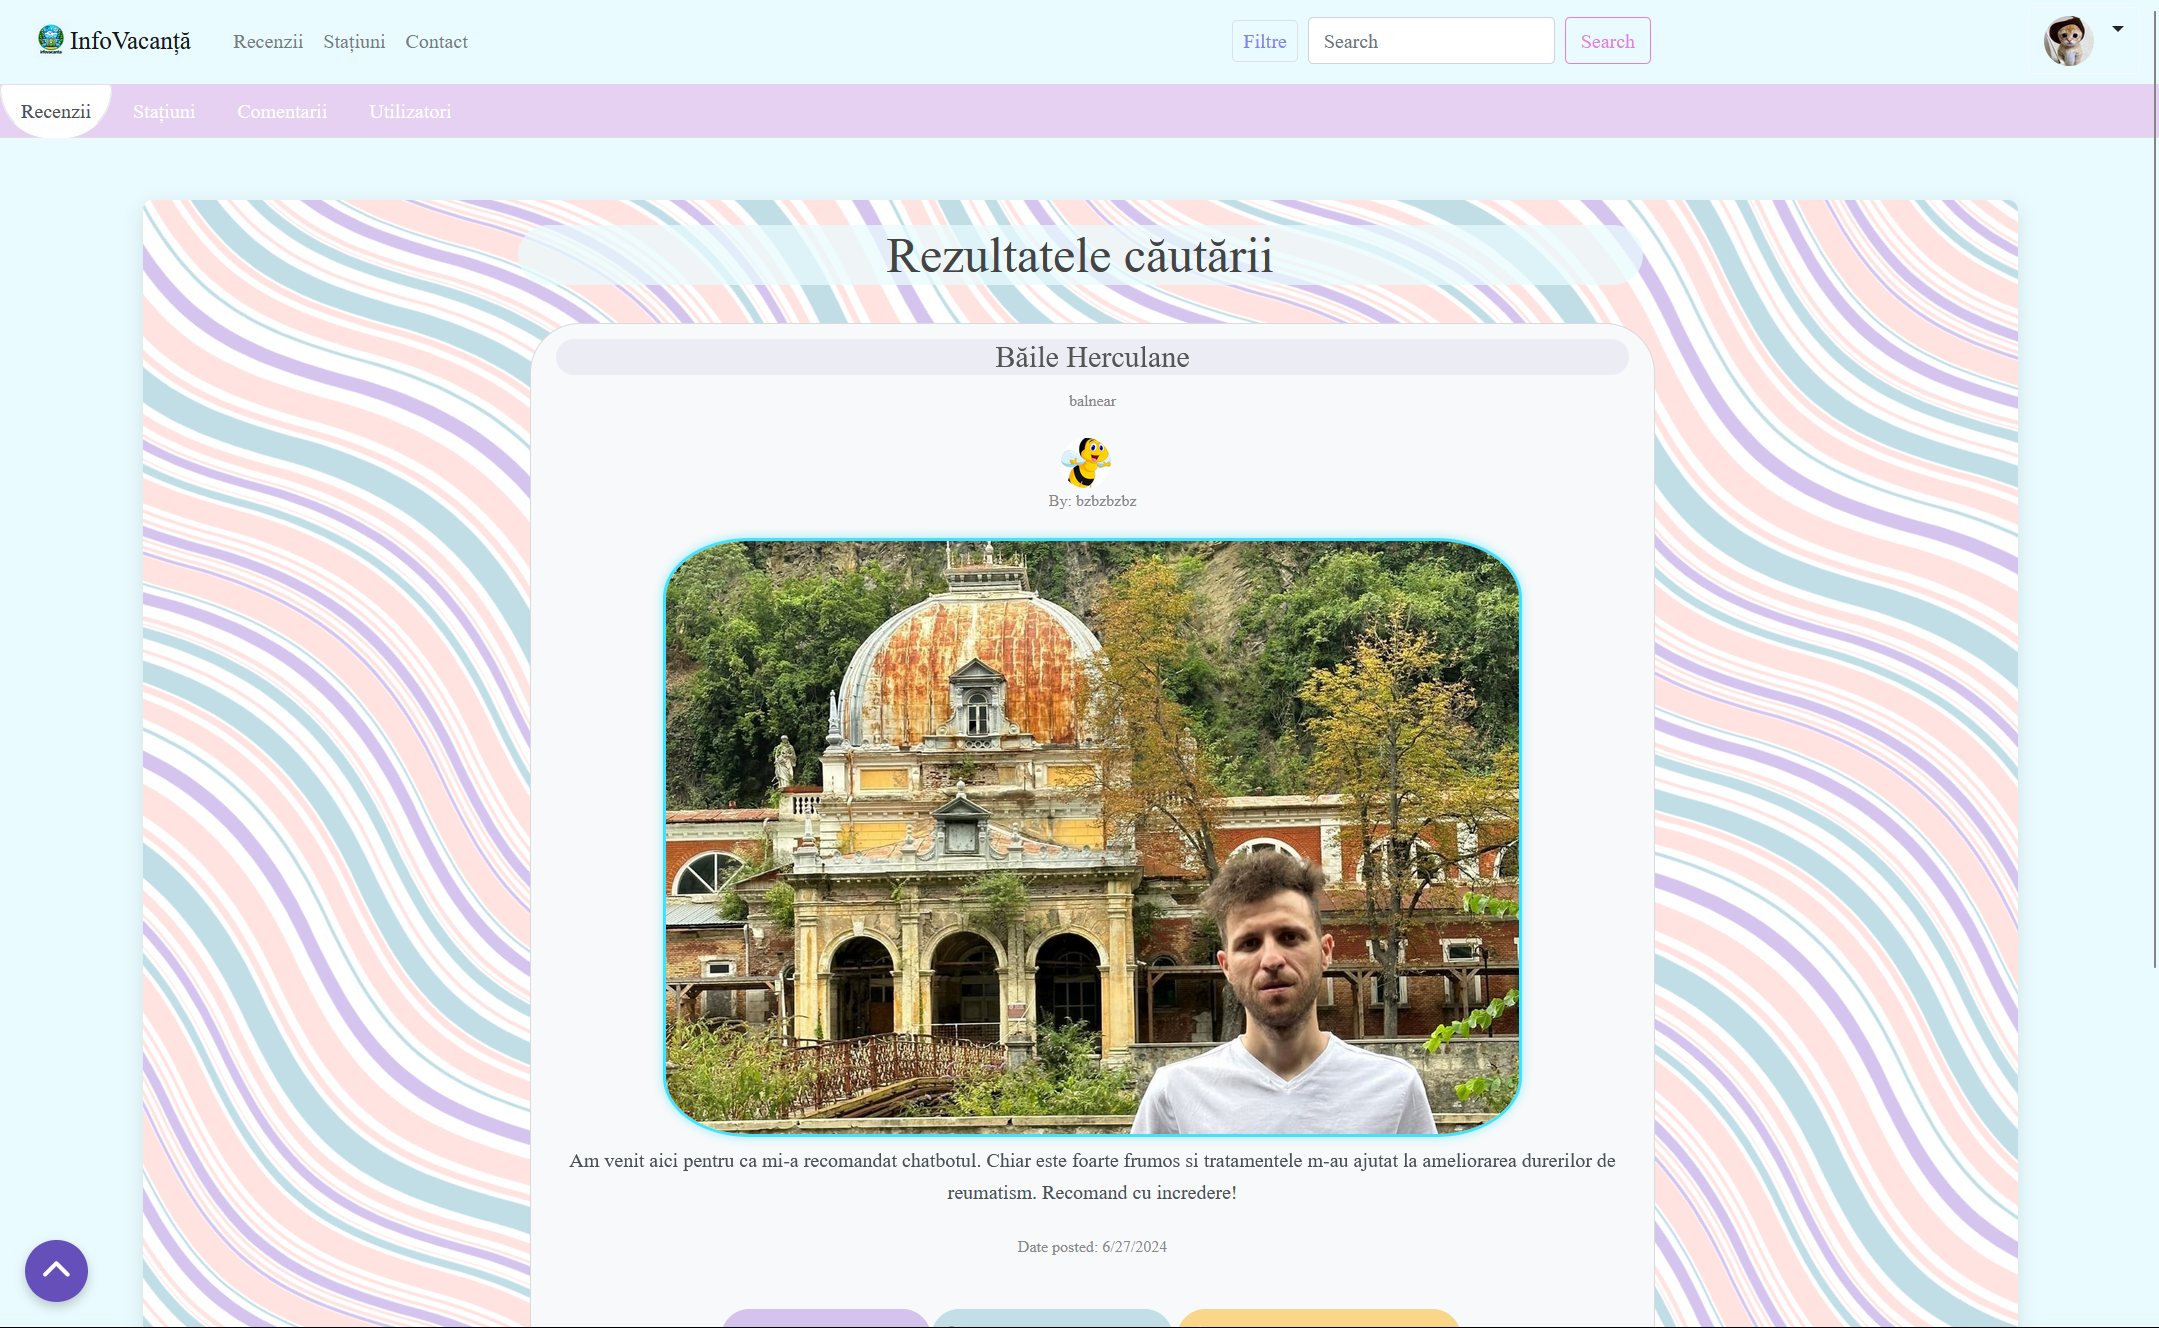 InfoVacanță
Recenzii Stațiuni Contact
Filtre
Search
Search
Recenzii Stațiuni Comentarii Utilizatori
Rezultatele căutării
Băile Herculane
balnear
By: bzbzbzbz
Am venit aici pentru ca mi-a recomandat chatbotul. Chiar este foarte frumos si tratamentele m-au ajutat la ameliorarea durerilor de
reumatism. Recomand cu incredere!
Date posted: 6/27/2024